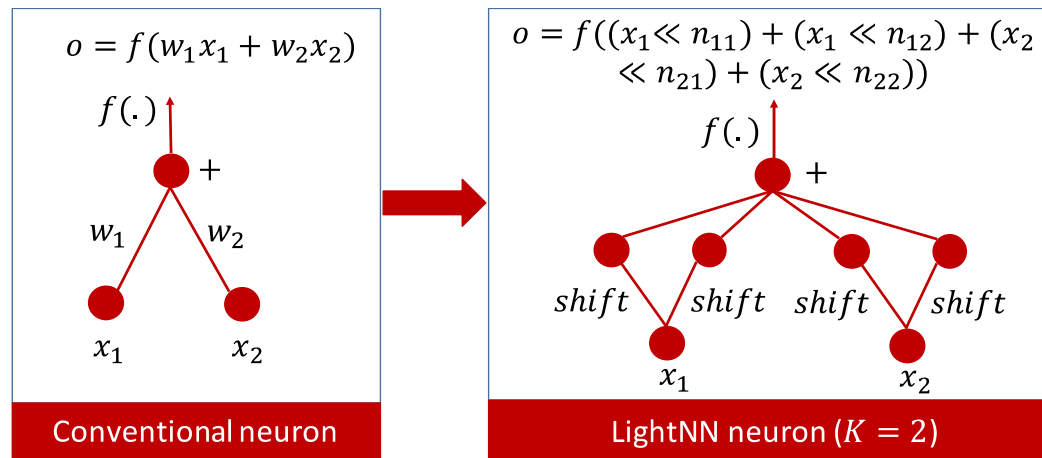 o = f(w₁x₁ + w₂x₂)
f(.)
+
w₁
w₂
x₁
x₂
Conventional neuron
o = f((x₁≪ n₁₁) + (x₁ ≪ n₁₂) + (x₂
≪ n₂₁) + (x₂ ≪ n₂₂))
f(.)
+
shift
shift
shift
shift
x₁
x₂
LightNN neuron (K = 2)